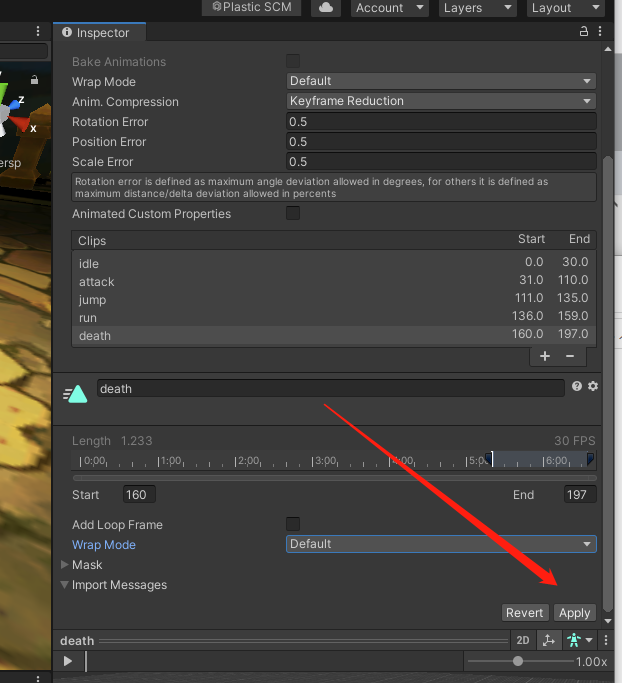 Plastic SCM Account Layers Layout
Inspector
Bake Animations
Wrap Mode Default
Anim. Compression Keyframe Reduction
Rotation Error 0.5
Position Error 0.5
Scale Error 0.5
Rotation error is defined as maximum angle deviation allowed in degrees, for others it is defined as
maximum distance/delta deviation allowed in percents
Animated Custom Properties
Clips Start End
idle 0.0 30.0
attack 31.0 110.0
jump 111.0 135.0
run 136.0 159.0
death 160.0 197.0
+ −
death
Length 1.233 30 FPS
0:00 1:00 2:00 3:00 4:00 5:00 6:00
Start 160 End 197
Add Loop Frame
Wrap Mode Default
Mask
Import Messages
Revert Apply
death 2D
1.00x
y
z
x
ersp